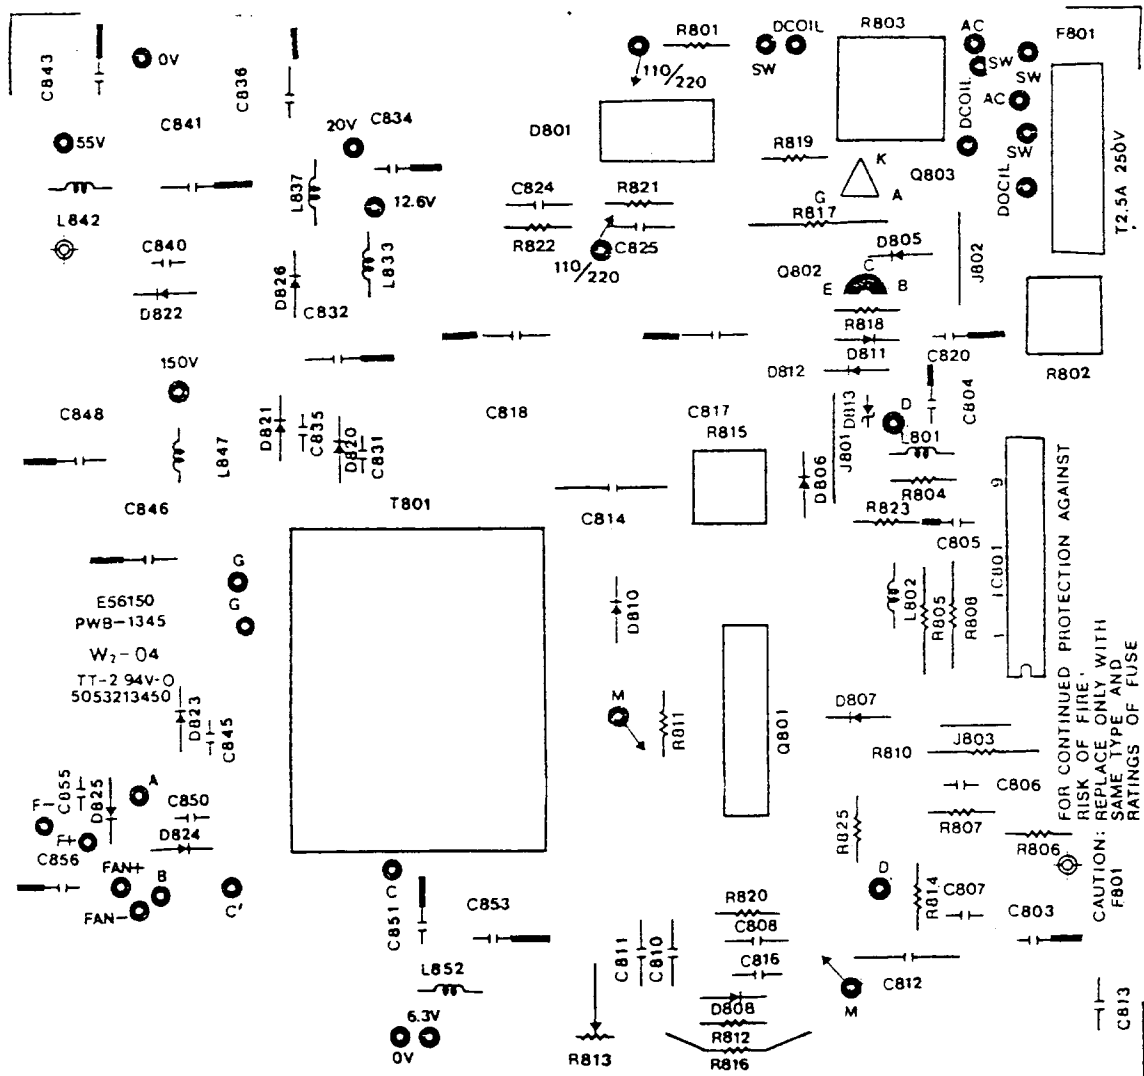 C843
0V
C836
55V
C841
L842
C840
D822
20V
C834
L837
12.6V
L833
D826
C832
110/220
R801
SW
DCOIL
R803
AC
SW
SW
F801
D801
DCOIL
AC
SW
DOCIL
T2.5A 250V
R819
K
Q803
G
A
C824
R821
R817
R822
C825
110/220
D805
J802
Q802
C
E
B
R818
D811
C820
D812
R802
150V
C848
L847
D821
C835
D820
C831
C818
C817
D813
D
C804
R815
J801
L801
D806
R804
9
C846
T801
C814
R823
C805
IC801
1
G
G
E56150
PWB-1345
W2-04
TT-2 94V-0
5053213450
D810
L802
R805
R808
D823
C845
M
R811
Q801
D807
R810
J803
C855
D825
A
F-
F+
C850
D824
C856
FAN+
B
FAN-
C'
C806
R807
R825
R806
D
R814
C807
C803
C
C851
C853
R820
C808
C811
C810
C816
L852
D808
C812
M
C813
6.3V
0V
R813
R812
R816
FOR CONTINUED PROTECTION AGAINST
RISK OF FIRE.
CAUTION: REPLACE ONLY WITH
F801 SAME TYPE AND
RATINGS OF FUSE